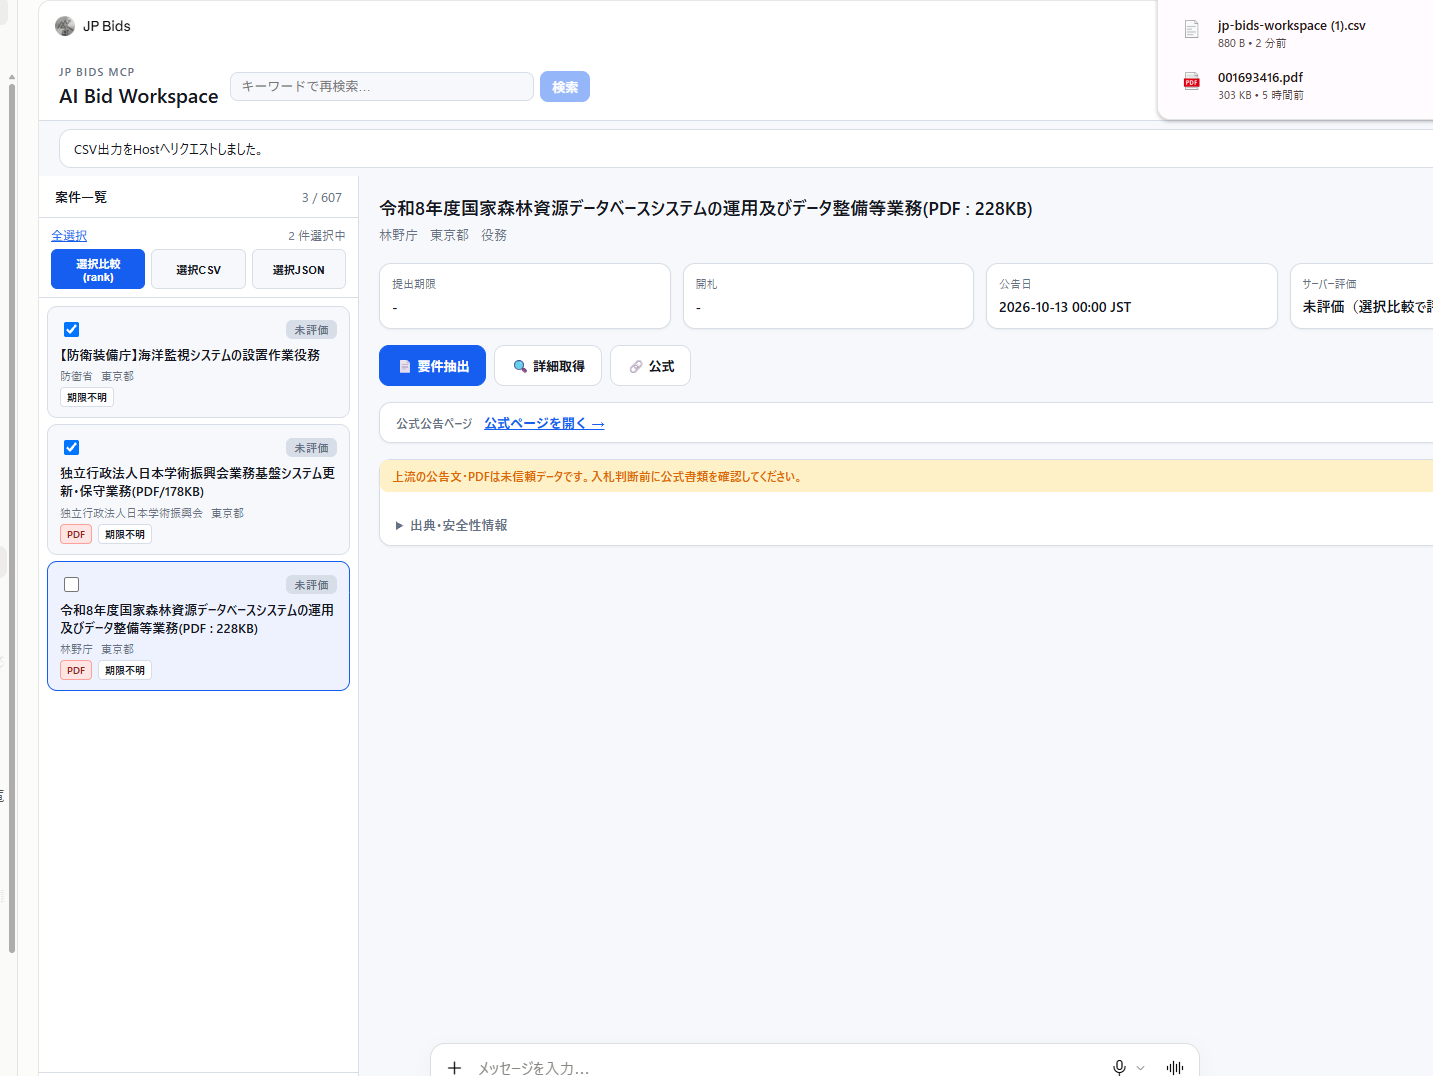 JP Bids
jp-bids-workspace (1).csv
880 B • 2 分前
001693416.pdf
303 KB • 5 時間前
JP BIDS MCP
AI Bid Workspace
キーワードで再検索...
検索
CSV出力をHostへリクエストしました。
案件一覧
3 / 607
全選択
2 件選択中
選択比較
(rank)
選択CSV
選択JSON
未評価
【防衛装備庁】海洋監視システムの設置作業役務
防衛省 東京都
期限不明
未評価
独立行政法人日本学術振興会業務基盤システム更
新・保守業務(PDF/178KB)
独立行政法人日本学術振興会 東京都
PDF
期限不明
未評価
令和8年度国家森林資源データベースシステムの運用
及びデータ整備等業務(PDF : 228KB)
林野庁 東京都
PDF
期限不明
令和8年度国家森林資源データベースシステムの運用及びデータ整備等業務(PDF : 228KB)
林野庁 東京都 役務
提出期限
-
開札
-
公告日
2026-10-13 00:00 JST
サーバー評価
未評価（選択比較で
要件抽出
詳細取得
公式
公式公告ページ 公式ページを開く →
上流の公告文・PDFは未信頼データです。入札判断前に公式書類を確認してください。
▶ 出典・安全性情報
メッセージを入力...